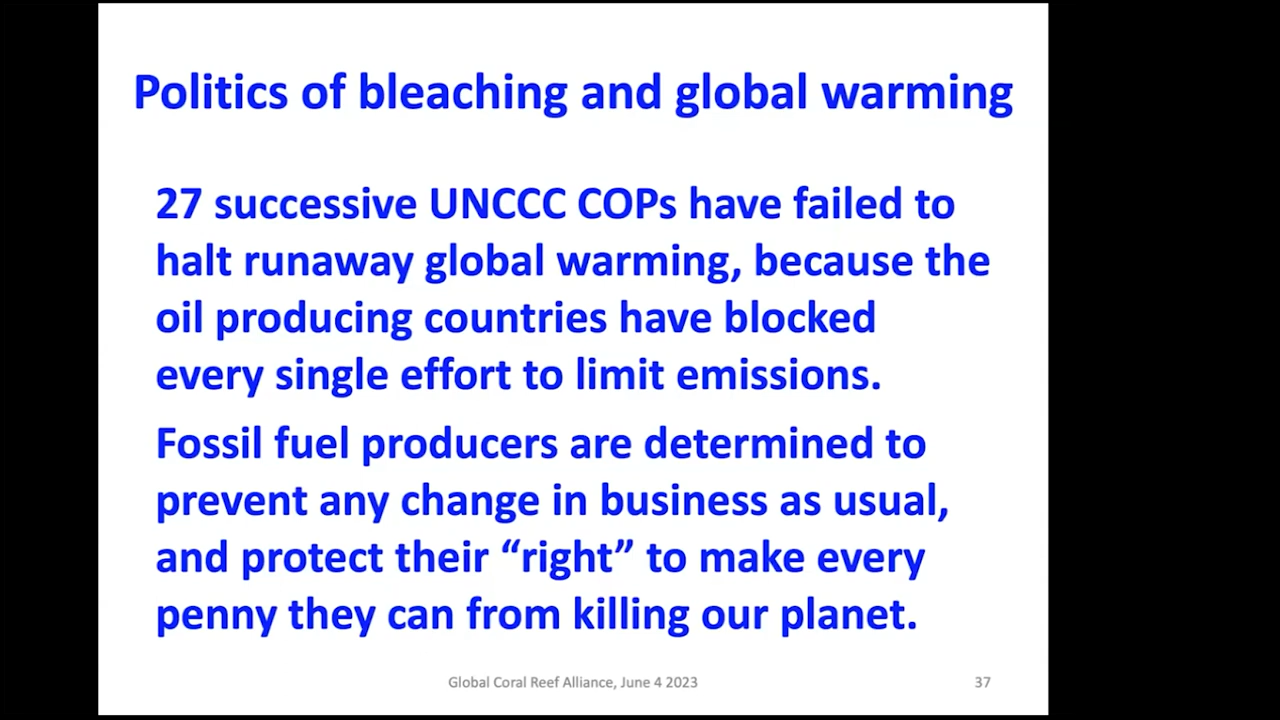 Politics of bleaching and global warming
27 successive UNCCC COPs have failed to
halt runaway global warming, because the
oil producing countries have blocked
every single effort to limit emissions.
Fossil fuel producers are determined to
prevent any change in business as usual,
and protect their “right” to make every
penny they can from killing our planet.
Global Coral Reef Alliance, June 4 2023
37